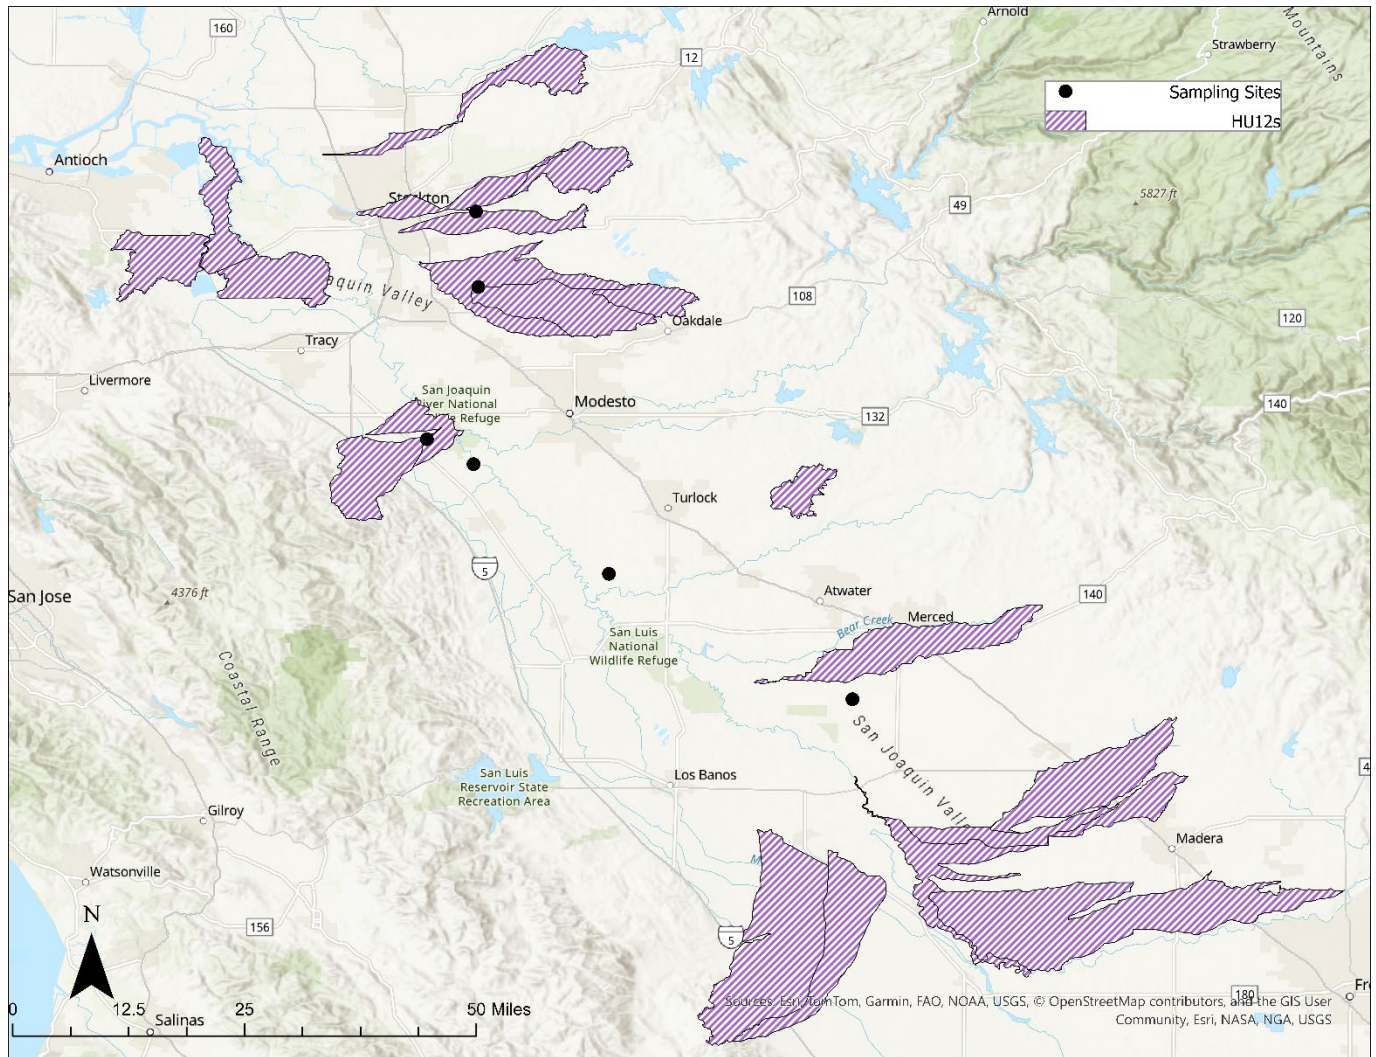 Arnold
160
Strawberry
Mountains
12
Sampling Sites
HU12s
Antioch
5827 ft
Stockton
49
aquin Valley
108
Oakdale
120
Tracy
Livermore
San Joaquin
River National
Wildlife Refuge
Modesto
140
132
Turlock
5
4376 ft
San Jose
Atwater
140
Merced
Bear Creek
San Luis
National
Wildlife Refuge
Coastal Range
San Joaquin Valle
San Luis
Reservoir State
Recreation Area
Los Banos
4
Gilroy
Madera
M
Watsonville
N
156
5
0
12.5
25
50 Miles
Salinas
180
Fre
Sources: Esri, TomTom, Garmin, FAO, NOAA, USGS, © OpenStreetMap contributors, and the GIS User
Community, Esri, NASA, NGA, USGS